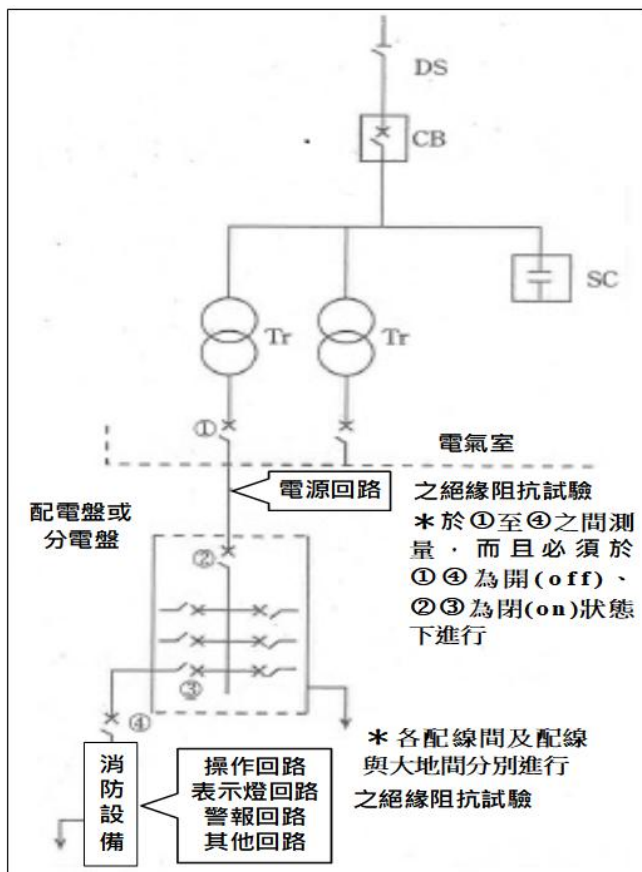 DS
CB
SC
Tr
Tr
①
電氣室
電源回路
配電盤或
分電盤
之絕緣阻抗試驗
＊於①至④之間測
量，而且必須於
①④為開(off)、
②③為閉(on)狀態
下進行
②
③
④
＊各配線間及配線
與大地間分別進行
之絕緣阻抗試驗
消防設備
操作回路
表示燈回路
警報回路
其他回路